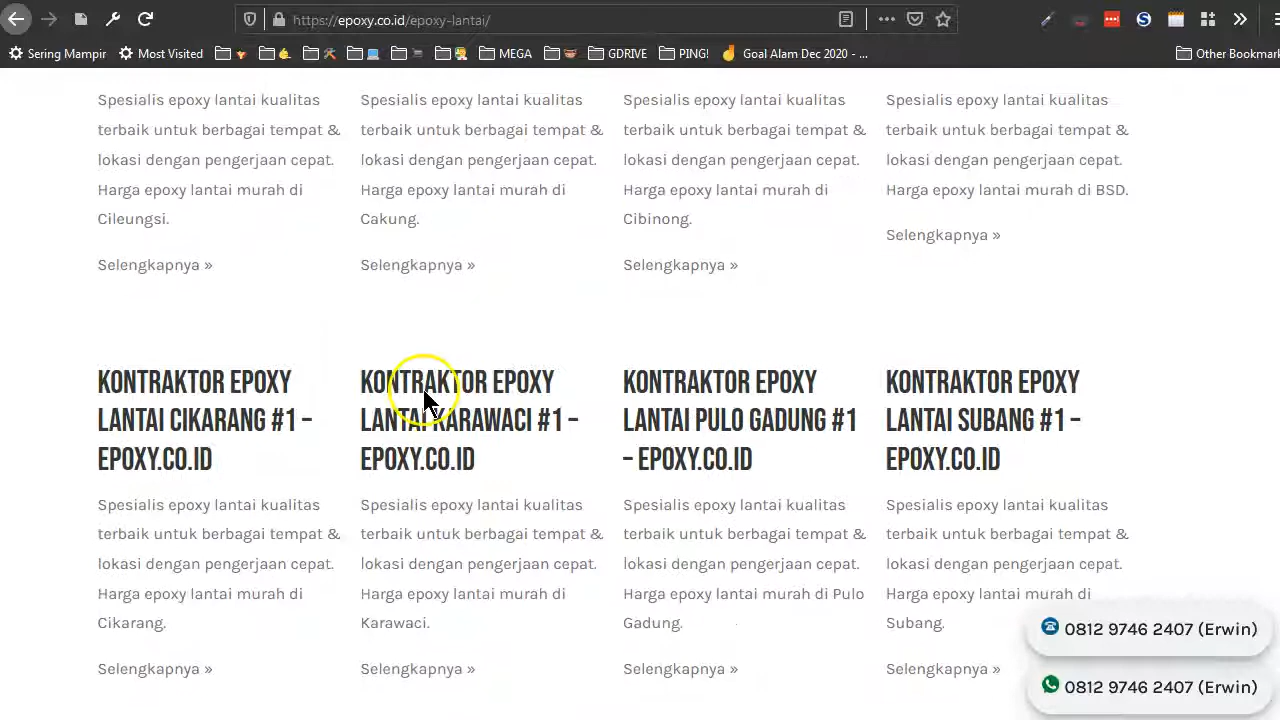 https://epoxy.co.id/epoxy-lantai/
Sering Mampir
Most Visited
MEGA
GDRIVE
PING!
Goal Alam Dec 2020 - ...
Other Bookmar
Spesialis epoxy lantai kualitas
terbaik untuk berbagai tempat &
lokasi dengan pengerjaan cepat.
Harga epoxy lantai murah di
Cileungsi.
Selengkapnya »
Spesialis epoxy lantai kualitas
terbaik untuk berbagai tempat &
lokasi dengan pengerjaan cepat.
Harga epoxy lantai murah di
Cakung.
Selengkapnya »
Spesialis epoxy lantai kualitas
terbaik untuk berbagai tempat &
lokasi dengan pengerjaan cepat.
Harga epoxy lantai murah di
Cibinong.
Selengkapnya »
Spesialis epoxy lantai kualitas
terbaik untuk berbagai tempat &
lokasi dengan pengerjaan cepat.
Harga epoxy lantai murah di BSD.
Selengkapnya »
KONTRAKTOR EPOXY
LANTAI CIKARANG #1 –
EPOXY.CO.ID
Spesialis epoxy lantai kualitas
terbaik untuk berbagai tempat &
lokasi dengan pengerjaan cepat.
Harga epoxy lantai murah di
Cikarang.
Selengkapnya »
KONTRAKTOR EPOXY
LANTAI KARAWACI #1 –
EPOXY.CO.ID
Spesialis epoxy lantai kualitas
terbaik untuk berbagai tempat &
lokasi dengan pengerjaan cepat.
Harga epoxy lantai murah di
Karawaci.
Selengkapnya »
KONTRAKTOR EPOXY
LANTAI PULO GADUNG #1
– EPOXY.CO.ID
Spesialis epoxy lantai kualitas
terbaik untuk berbagai tempat &
lokasi dengan pengerjaan cepat.
Harga epoxy lantai murah di Pulo
Gadung.
Selengkapnya »
KONTRAKTOR EPOXY
LANTAI SUBANG #1 –
EPOXY.CO.ID
Spesialis epoxy lantai kualitas
terbaik untuk berbagai tempat &
lokasi dengan pengerjaan cepat.
Harga epoxy lantai murah di
Subang.
Selengkapnya »
0812 9746 2407 (Erwin)
0812 9746 2407 (Erwin)